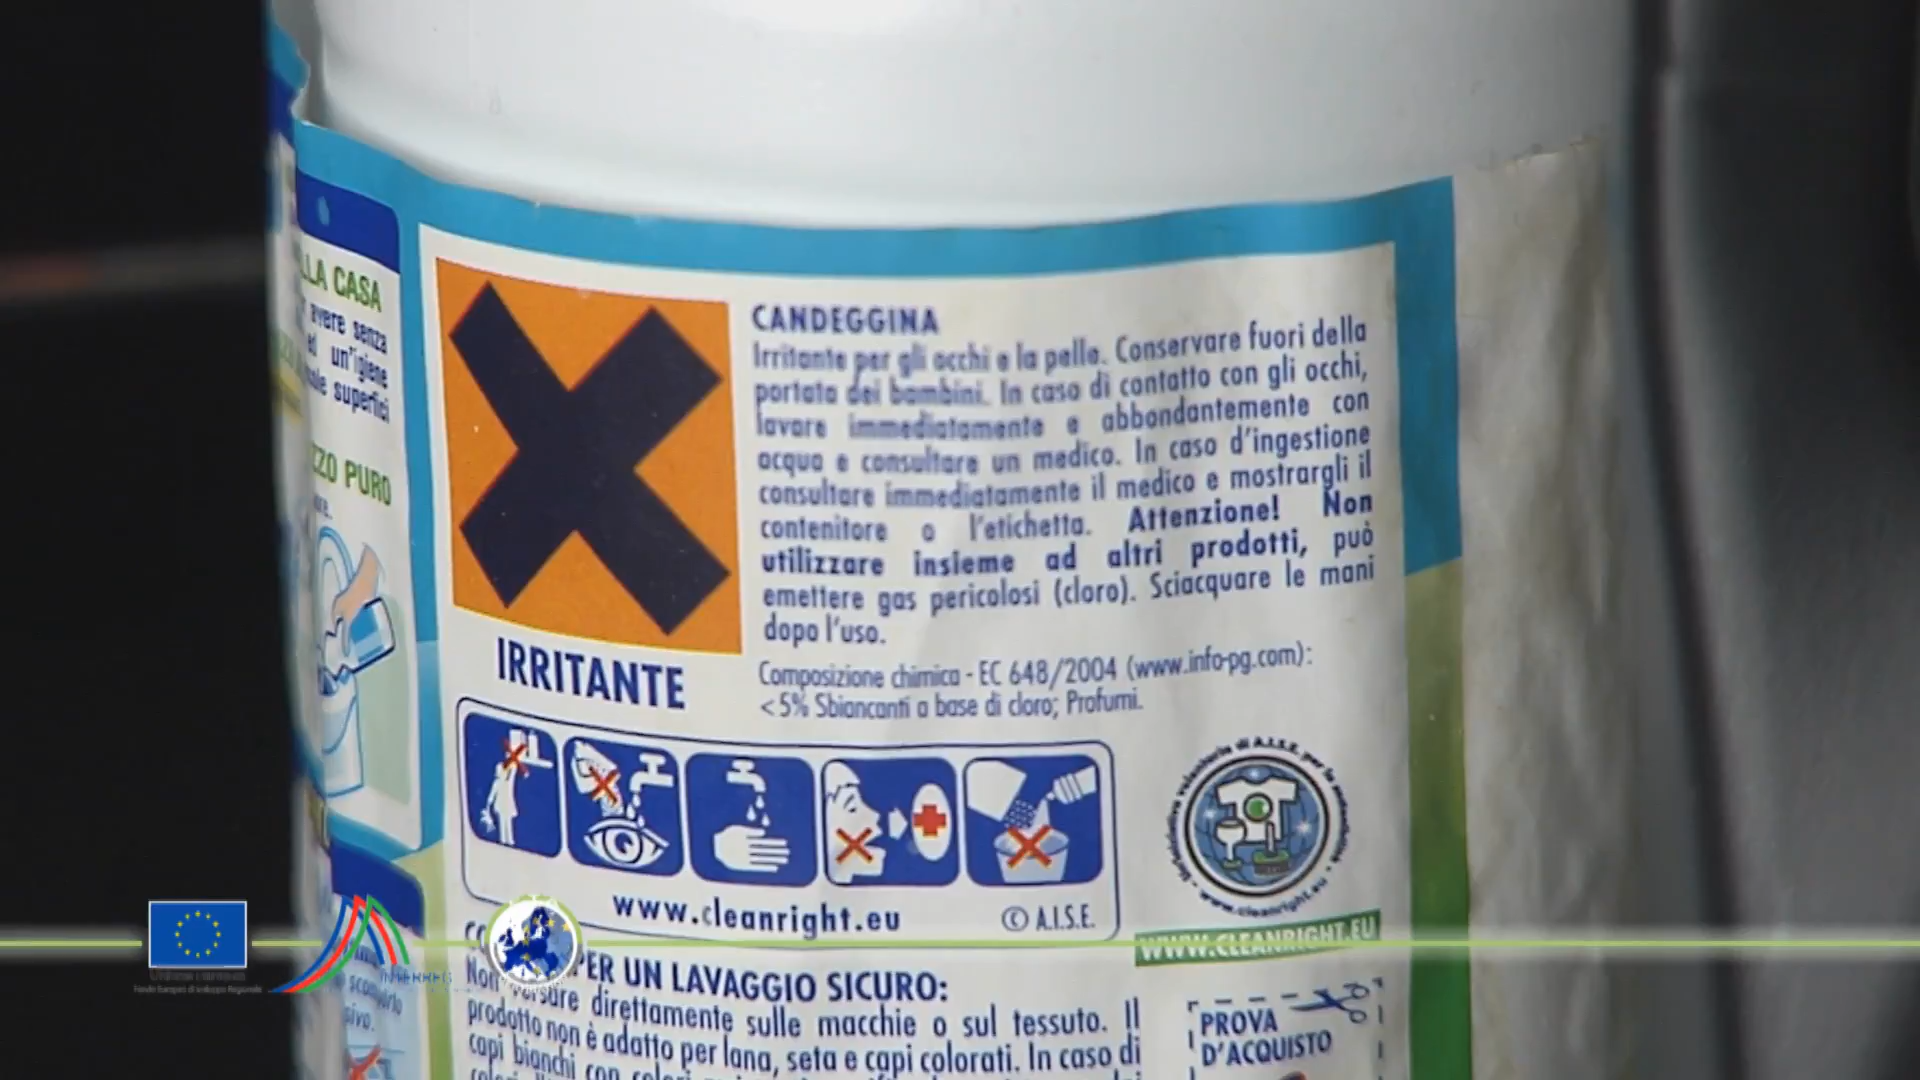 LLA CASA
avere senza
ed un'igiene
superfici
ZZO PURO
CANDEGGINA
Irritante per gli occhi e la pelle. Conservare fuori della
portata dei bambini. In caso di contatto con gli occhi,
lavare immediatamente e abbondantemente con
acqua e consultare un medico. In caso d'ingestione
consultare immediatamente il medico e mostrargli il
contenitore o l'etichetta. Attenzione! Non
utilizzare insieme ad altri prodotti, può
emettere gas pericolosi (cloro). Sciacquare le mani
dopo l'uso.
IRRITANTE
Composizione chimica - EC 648/2004 (www.info-pg.com):
<5% Sbiancanti a base di cloro; Profumi.
www.cleanright.eu
© A.I.S.E.
WWW.CLEANRIGHT.EU
PER UN LAVAGGIO SICURO:
Non versare direttamente sulle macchie o sul tessuto. Il
prodotto non è adatto per lana, seta e capi colorati. In caso di
capi bianchi con
PROVA
D'ACQUISTO
INTERREG